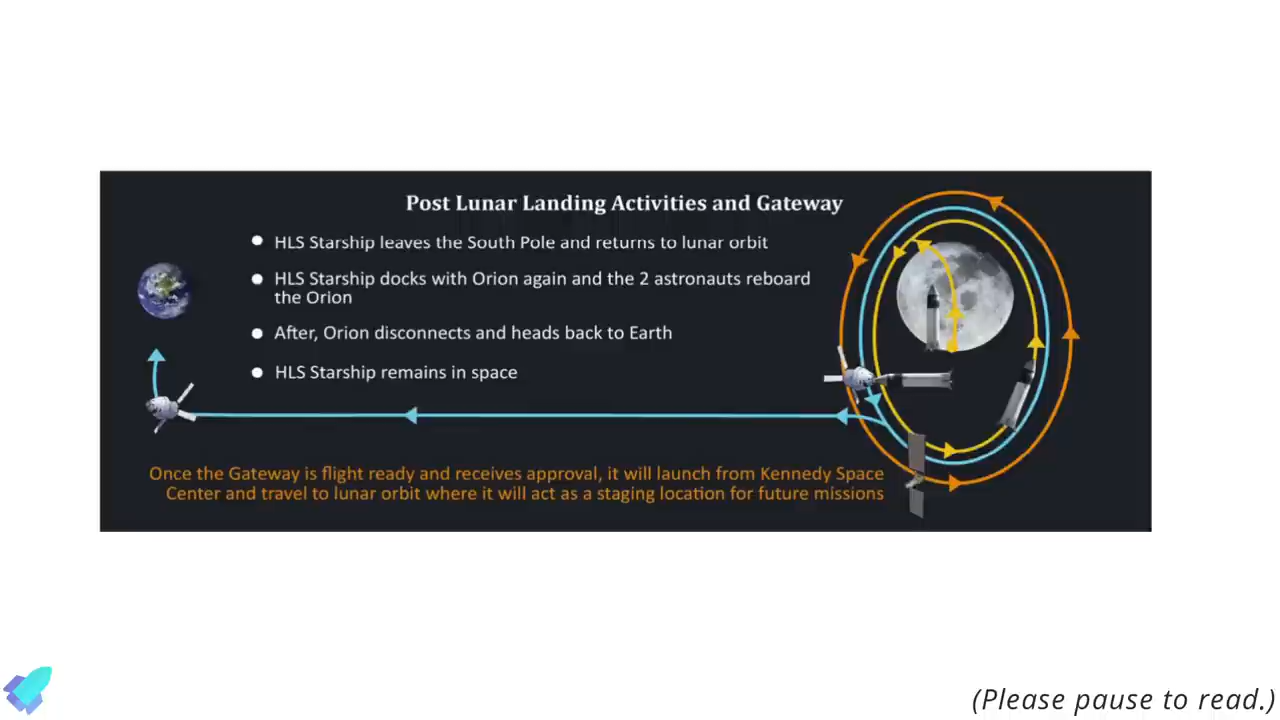 Post Lunar Landing Activities and Gateway
HLS Starship leaves the South Pole and returns to lunar orbit
HLS Starship docks with Orion again and the 2 astronauts reboard
the Orion
After, Orion disconnects and heads back to Earth
HLS Starship remains in space
Once the Gateway is flight ready and receives approval, it will launch from Kennedy Space
Center and travel to lunar orbit where it will act as a staging location for future missions
(Please pause to read.)